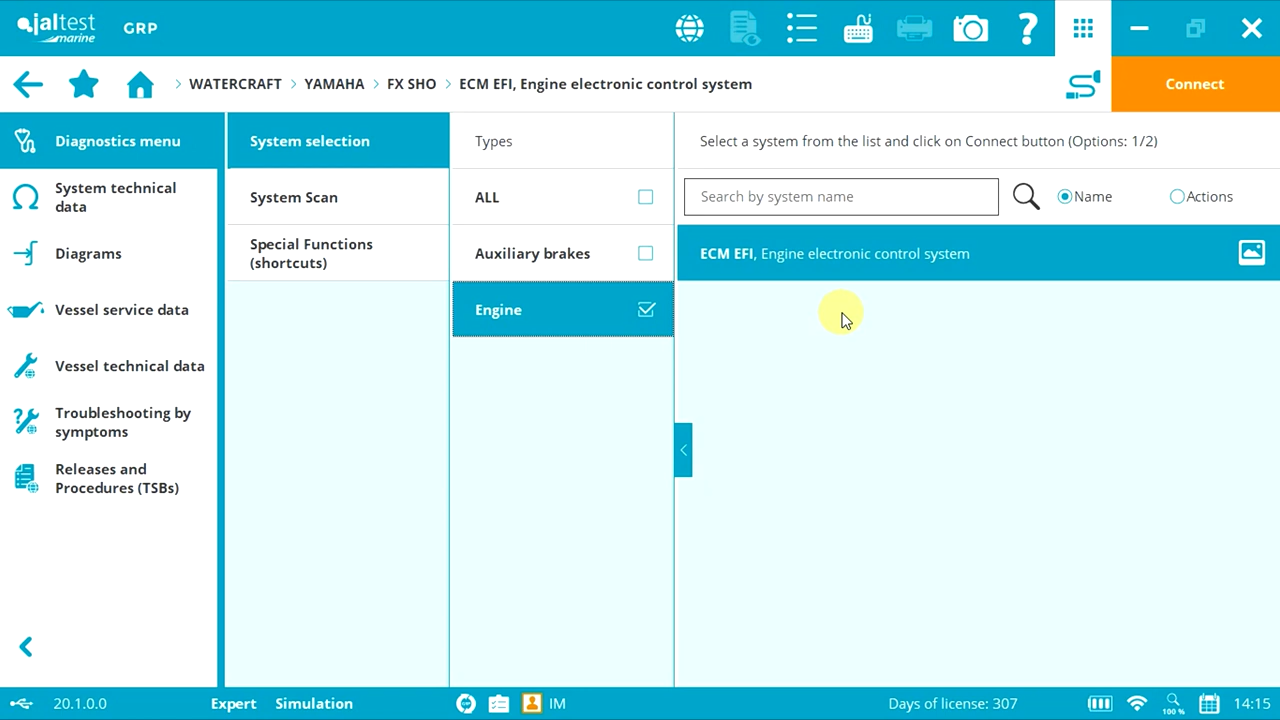 jaltest
marine
GRP
WATERCRAFT > YAMAHA > FX SHO > ECM EFI, Engine electronic control system
Connect
Diagnostics menu
System technical
data
Diagrams
Vessel service data
Vessel technical data
Troubleshooting by
symptoms
Releases and
Procedures (TSBs)
System selection
System Scan
Special Functions
(shortcuts)
Types
ALL
Auxiliary brakes
Engine
Select a system from the list and click on Connect button (Options: 1/2)
Search by system name
Name
Actions
ECM EFI, Engine electronic control system
20.1.0.0
Expert
Simulation
IM
Days of license: 307
100 %
14:15